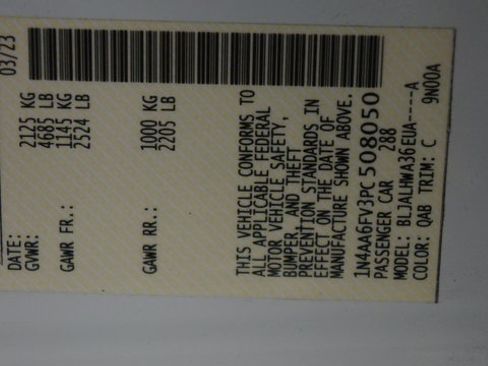 DATE: 03/23
GVWR: 2125 KG
4685 LB
GAWR FR.: 1145 KG
2524 LB
GAWR RR.: 1000 KG
2205 LB
THIS VEHICLE CONFORMS TO
ALL APPLICABLE FEDERAL
MOTOR VEHICLE SAFETY,
BUMPER, AND THEFT
PREVENTION STANDARDS IN
EFFECT ON THE DATE OF
MANUFACTURE SHOWN ABOVE.
1N4AA6FV3PC508050
PASSENGER CAR 288
MODEL: BLJALHWA36EUA----A
COLOR: QAB TRIM: C 9N00A